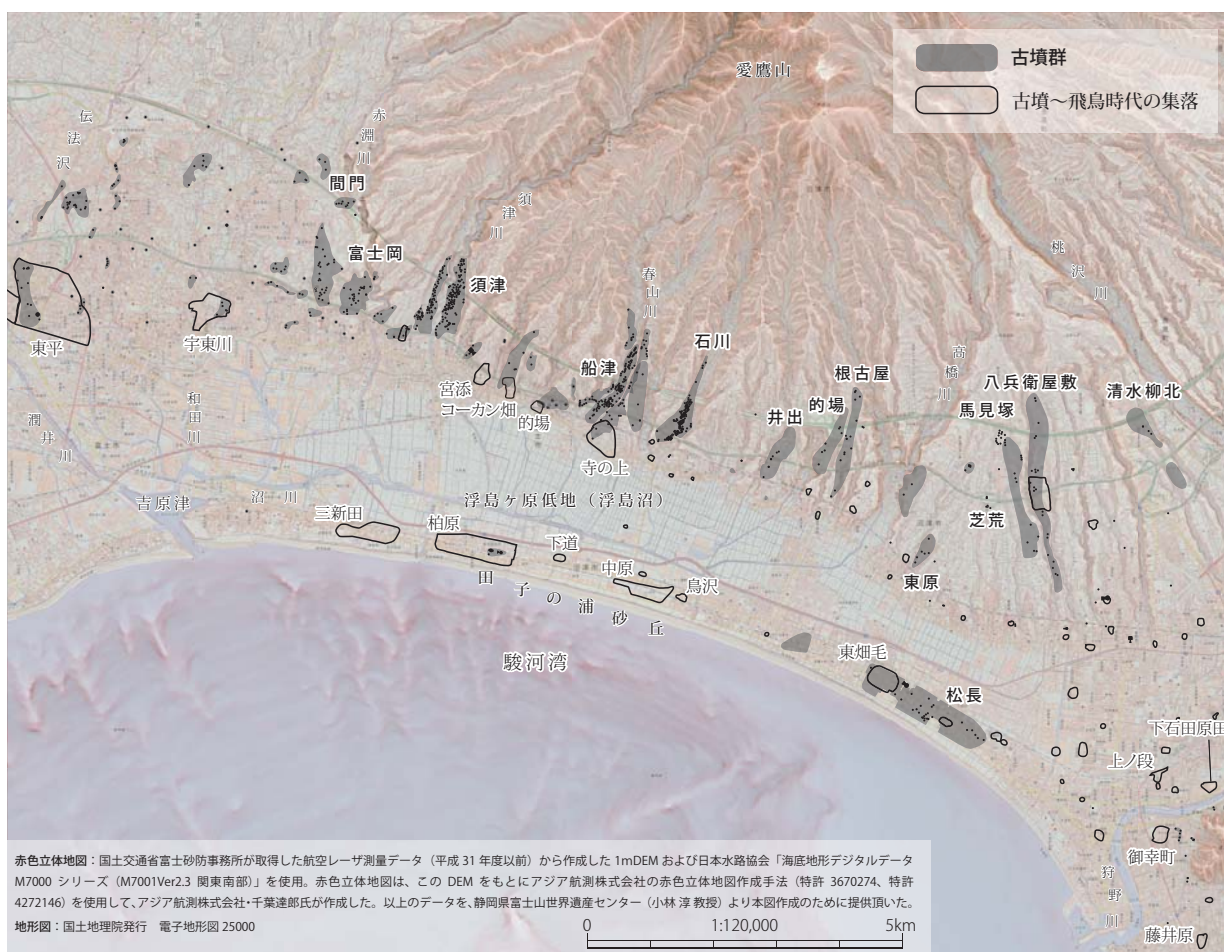 古墳群
古墳〜飛鳥時代の集落
愛鷹山
伝法沢
赤淵川
間門
須津川
富士岡
須津
春山川
桃沢川
石川
東平
宇東川
船津
根古屋
高橋川
八兵衛屋敷
清水柳北
宮添
コーカン畑
的場
井出
的場
馬見塚
和田川
潤井川
寺の上
吉原津
沼川
浮島ヶ原低地（浮島沼）
三新田
柏原
芝荒
下道
中原
鳥沢
東原
田子の浦砂丘
駿河湾
東畑毛
松長
下石田原田
上ノ段
御幸町
狩野川
藤井原
赤色立体地図：国土交通省富士砂防事務所が取得した航空レーザ測量データ（平成 31 年度以前）から作成した 1mDEM および日本水路協会「海底地形デジタルデータ
M7000 シリーズ（M7001Ver2.3 関東南部）」を使用。赤色立体地図は、この DEM をもとにアジア航測株式会社の赤色立体地図作成手法（特許 3670274、特許
4272146）を使用して、アジア航測株式会社・千葉達郎氏が作成した。以上のデータを、静岡県富士山世界遺産センター（小林 淳 教授）より本図作成のために提供頂いた。
地形図：国土地理院発行　電子地形図 25000
0 1:120,000 5km